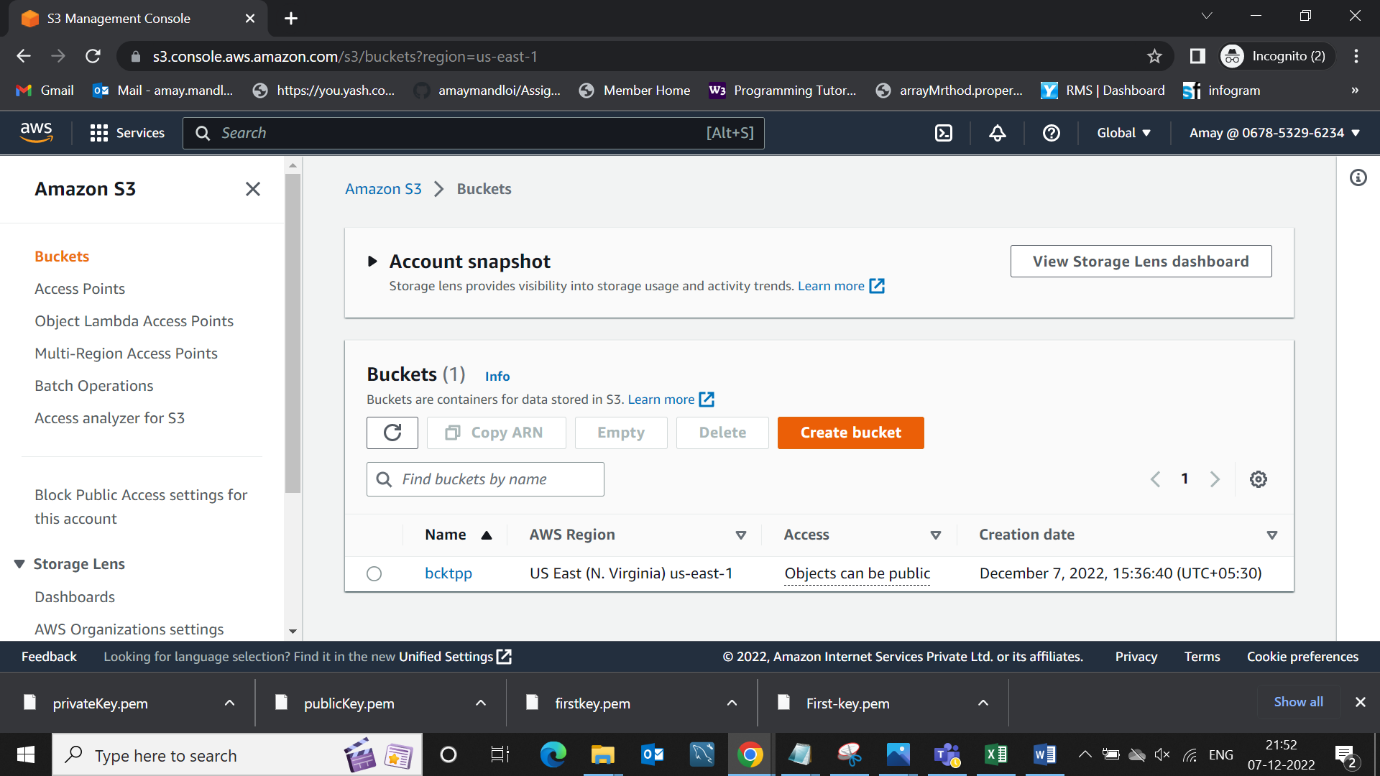 S3 Management Console
s3.console.aws.amazon.com/s3/buckets?region=us-east-1
Incognito (2)
Gmail
Mail - amay.mandl...
https://you.yash.co...
amaymandloi/Assig...
Member Home
W3 Programming Tutor...
arrayMrthod.proper...
Y RMS | Dashboard
infogram
»
aws
Services
Search
[Alt+S]
Global
Amay @ 0678-5329-6234
Amazon S3
Buckets
Access Points
Object Lambda Access Points
Multi-Region Access Points
Batch Operations
Access analyzer for S3
Block Public Access settings for
this account
Storage Lens
Dashboards
AWS Organizations settings
Amazon S3 > Buckets
Account snapshot
Storage lens provides visibility into storage usage and activity trends. Learn more
View Storage Lens dashboard
Buckets (1) Info
Buckets are containers for data stored in S3. Learn more
Copy ARN
Empty
Delete
Create bucket
Find buckets by name
1
Name
AWS Region
Access
Creation date
bcktpp
US East (N. Virginia) us-east-1
Objects can be public
December 7, 2022, 15:36:40 (UTC+05:30)
Feedback
Looking for language selection? Find it in the new Unified Settings
© 2022, Amazon Internet Services Private Ltd. or its affiliates.
Privacy
Terms
Cookie preferences
privateKey.pem
publicKey.pem
firstkey.pem
First-key.pem
Show all
Type here to search
ENG
21:52
07-12-2022
2